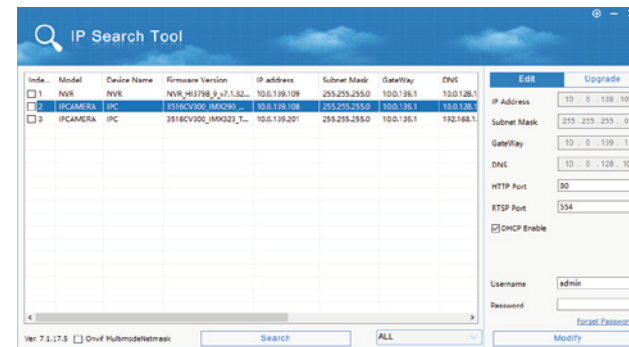 IP Search Tool
Inde... Model Device Name Firmware Version IP address Subnet Mask GateWay DNS
1 NVR NVR NVR_HI3798_9_v7.1.32... 10.0.139.109 255.255.255.0 10.0.139.1 10.0.128.1
2 IPCAMERA IPC 3516CV300_IMX290_... 10.0.139.108 255.255.255.0 10.0.139.1 10.0.128.1
3 IPCAMERA IPC 3516CV300_IMX323_T... 10.0.139.201 255.255.255.0 10.0.139.1 192.168.1.
Edit Upgrade
IP Address 10 . 0 . 139 . 10
Subnet Mask 255 . 255 . 255 . 0
GateWay 10 . 0 . 139 . 1
DNS 10 . 0 . 128 . 10
HTTP Port 80
RTSP Port 554
DHCP Enable
Username admin
Password
Forget Passwor
Ver: 7.1.17.5 Onvif MultimodeNetmask Search ALL Modify